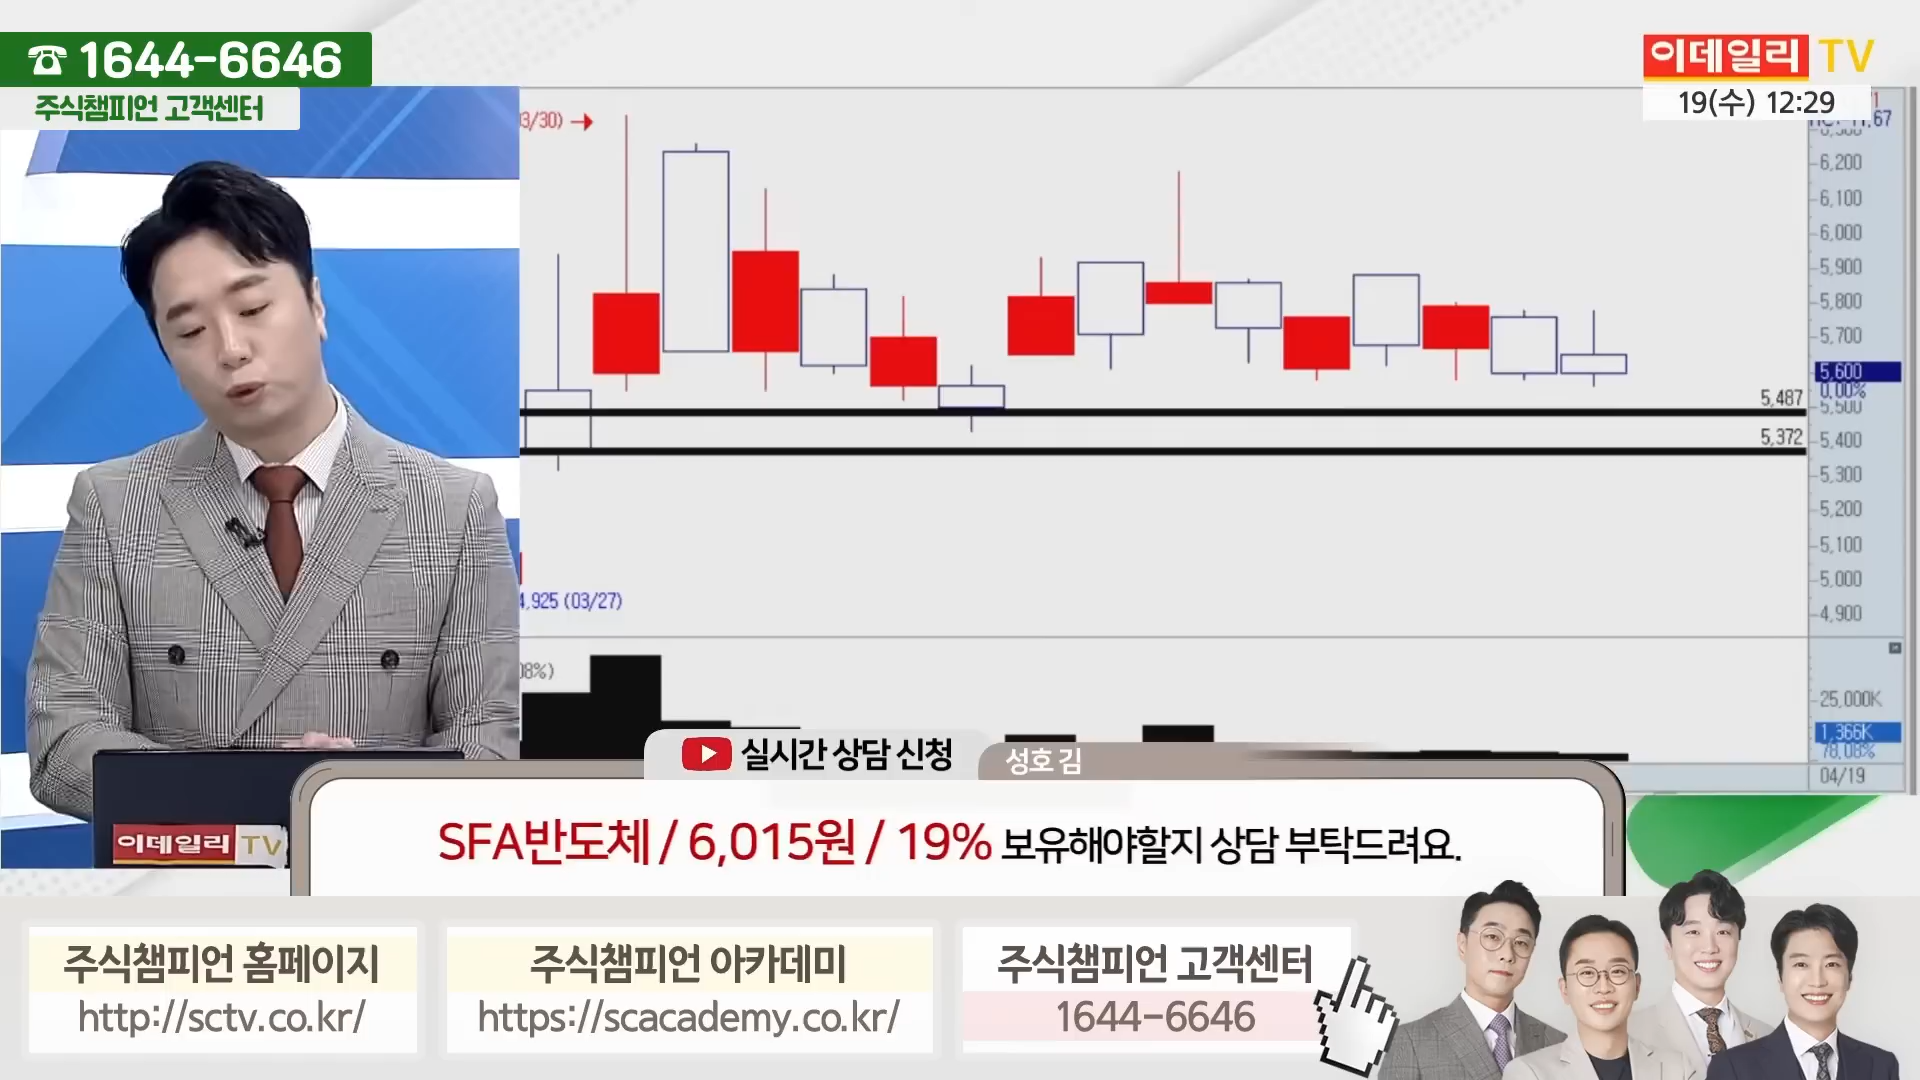 ☎ 1644-6646
주식챔피언 고객센터
이데일리 TV
19(수) 12:29
3/30) →
6,200
6,100
6,000
5,900
5,800
5,700
5,600
0.00%
5,500
5,487
5,400
5,372
5,300
5,200
5,100
5,000
4,900
4,925 (03/27)
25,000K
1,366K
78.08%
04/19
실시간 상담 신청
성호 김
SFA반도체 / 6,015원 / 19% 보유해야할지 상담 부탁드려요.
이데일리 TV
주식챔피언 홈페이지
http://sctv.co.kr/
주식챔피언 아카데미
https://scacademy.co.kr/
주식챔피언 고객센터
1644-6646